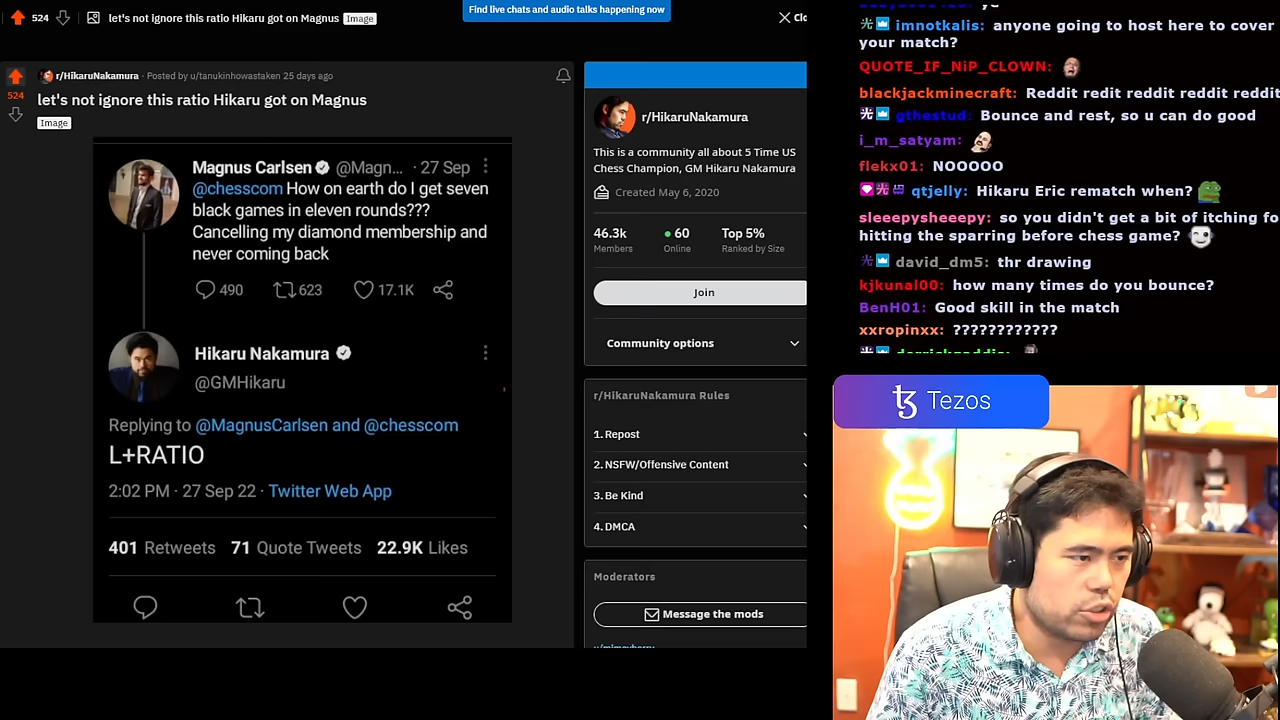 524
let's not ignore this ratio Hikaru got on Magnus
Image
Find live chats and audio talks happening now
524
r/HikaruNakamura · Posted by u/tanukinhowastaken 25 days ago
let's not ignore this ratio Hikaru got on Magnus
Image
Magnus Carlsen @Magn... · 27 Sep
@chesscom How on earth do I get seven
black games in eleven rounds???
Cancelling my diamond membership and
never coming back
490 623 17.1K
Hikaru Nakamura
@GMHikaru
Replying to @MagnusCarlsen and @chesscom
L+RATIO
2:02 PM · 27 Sep 22 · Twitter Web App
401 Retweets 71 Quote Tweets 22.9K Likes
r/HikaruNakamura
This is a community all about 5 Time US
Chess Champion, GM Hikaru Nakamura
Created May 6, 2020
46.3k 60 Top 5%
Members Online Ranked by Size
Join
Community options
r/HikaruNakamura Rules
1. Repost
2. NSFW/Offensive Content
3. Be Kind
4. DMCA
Moderators
Message the mods
imnotkalis: anyone going to host here to cover
your match?
QUOTE_IF_NiP_CLOWN:
blackjackminecraft: Reddit redit reddit reddit reddit
gthestud: Bounce and rest, so u can do good
i_m_satyam:
flekx01: NOOOOO
qtjelly: Hikaru Eric rematch when?
sleeepysheeepy: so you didn't get a bit of itching fo
hitting the sparring before chess game?
david_dm5: thr drawing
kjkunal00: how many times do you bounce?
BenH01: Good skill in the match
xxropinxx: ????????????
Tezos